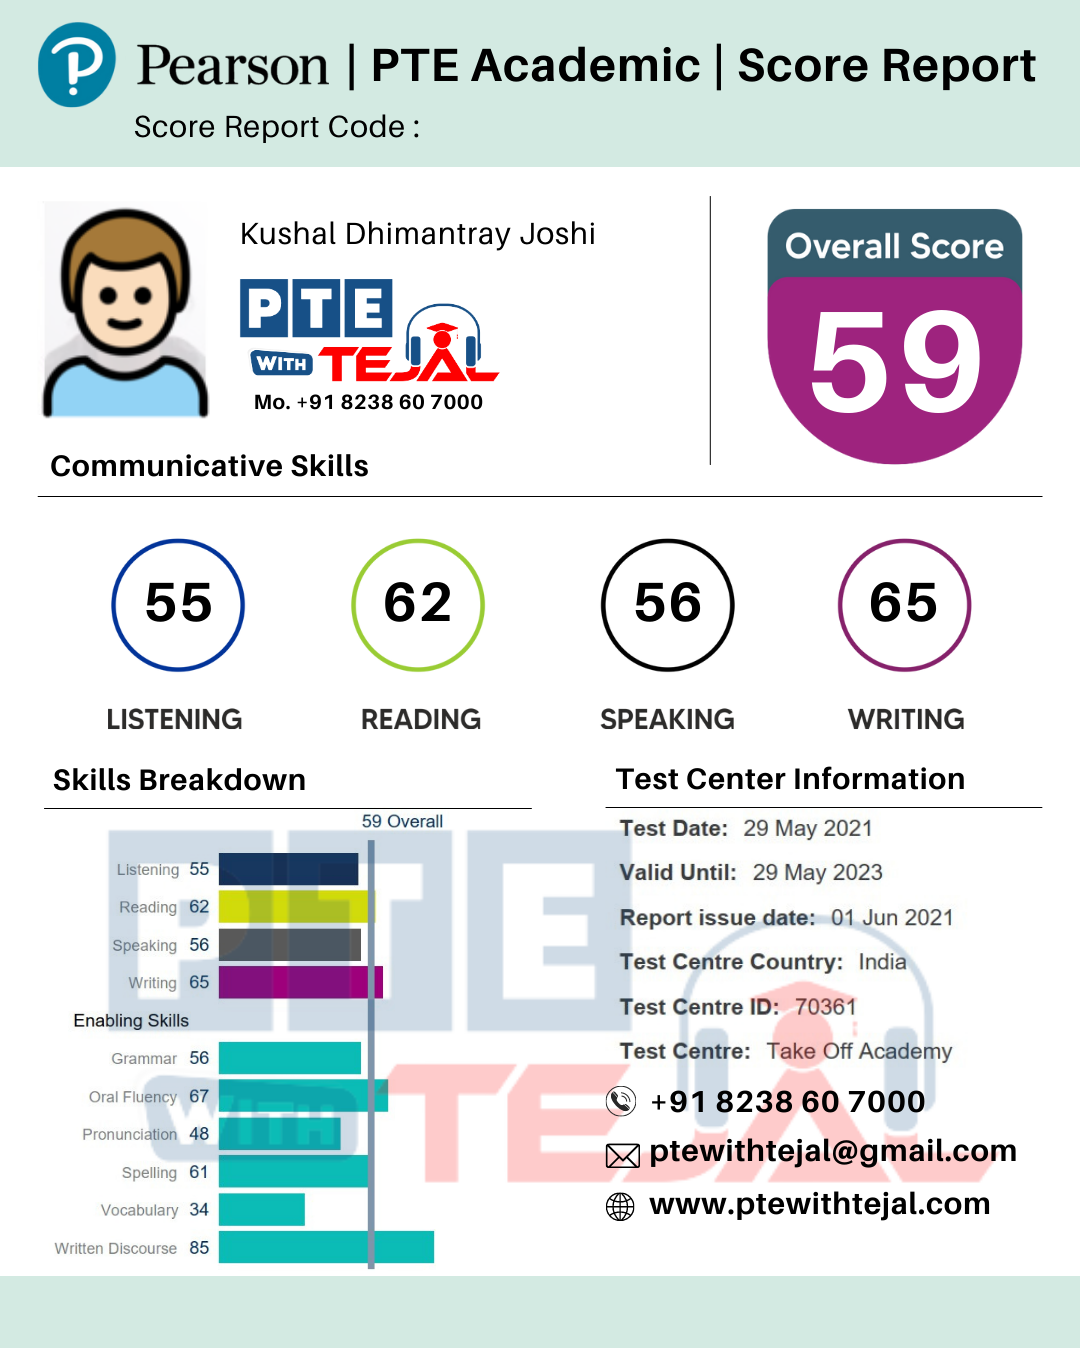 Pearson | PTE Academic | Score Report
Score Report Code :
Kushal Dhimantray Joshi
PTE
WITH TEJAL
Mo. +91 8238 60 7000
Overall Score
59
Communicative Skills
55 62 56 65
LISTENING READING SPEAKING WRITING
Skills Breakdown
59 Overall
Listening 55
Reading 62
Speaking 56
Writing 65
Enabling Skills
Grammar 56
Oral Fluency 67
Pronunciation 48
Spelling 61
Vocabulary 34
Written Discourse 85
Test Center Information
Test Date: 29 May 2021
Valid Until: 29 May 2023
Report issue date: 01 Jun 2021
Test Centre Country: India
Test Centre ID: 70361
Test Centre: Take Off Academy
+91 8238 60 7000
ptewithtejal@gmail.com
www.ptewithtejal.com
PTE
WITH TEJAL